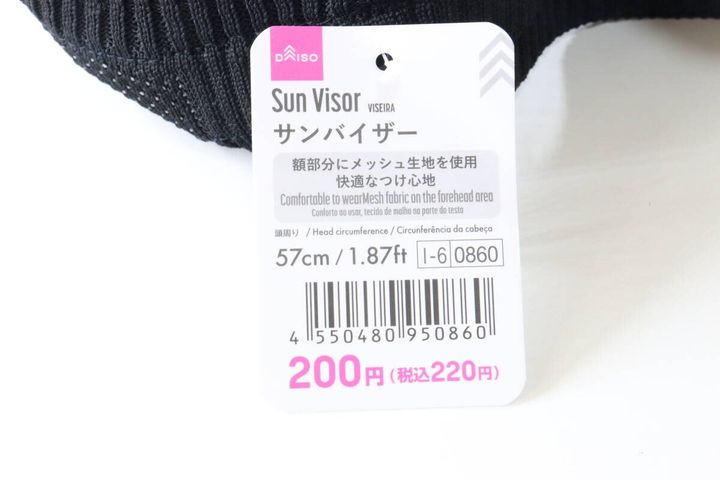 DAISO
Sun Visor VISEIRA
サンバイザー
額部分にメッシュ生地を使用
快適なつけ心地
Comfortable to wearMesh fabric on the forehead area
Conforto ao usar, tecido de malha na parte da testa
頭周り / Head circumference / Circunferência da cabeça
57cm / 1.87ft I-6 0860
4 550480 950860
200円(税込220円)